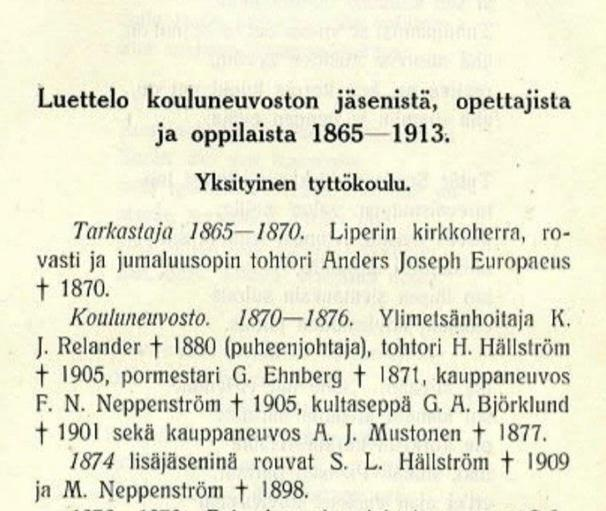 Luettelo kouluneuvoston jäsenistä, opettajista
ja oppilaista 1865—1913.
Yksityinen tyttökoulu.
Tarkastaja 1865—1870. Liperin kirkkoherra, ro-
vasti ja jumaluusopin tohtori Anders Joseph Europaeus
† 1870.
Kouluneuvosto. 1870—1876. Ylimetsänhoitaja K.
J. Relander † 1880 (puheenjohtaja), tohtori H. Hällström
† 1905, pormestari G. Ehnberg † 1871, kauppaneuvos
F. N. Neppenström † 1905, kultaseppä G. A. Björklund
† 1901 sekä kauppaneuvos A. J. Mustonen † 1877.
1874 lisäjäseninä rouvat S. L. Hällström † 1909
ja M. Neppenström † 1898.